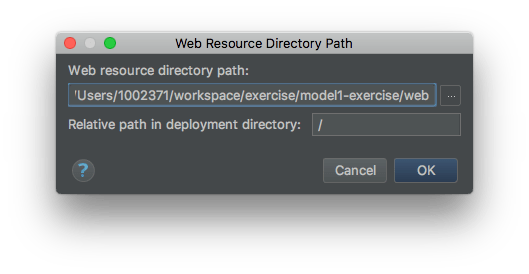 Web Resource Directory Path
Web resource directory path:
/Users/1002371/workspace/exercise/model1-exercise/web
...
Relative path in deployment directory:
/
?
Cancel
OK